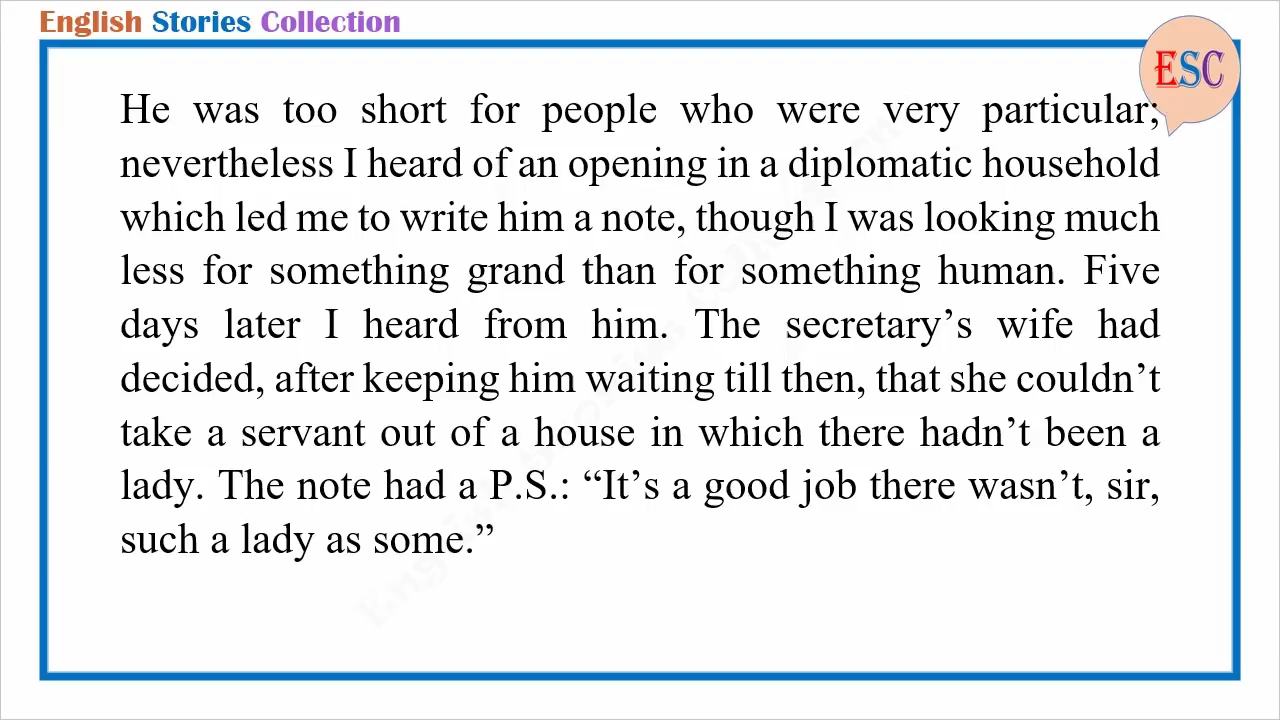 English Stories Collection
ESC
He was too short for people who were very particular;
nevertheless I heard of an opening in a diplomatic household
which led me to write him a note, though I was looking much
less for something grand than for something human. Five
days later I heard from him. The secretary’s wife had
decided, after keeping him waiting till then, that she couldn’t
take a servant out of a house in which there hadn’t been a
lady. The note had a P.S.: “It’s a good job there wasn’t, sir,
such a lady as some.”